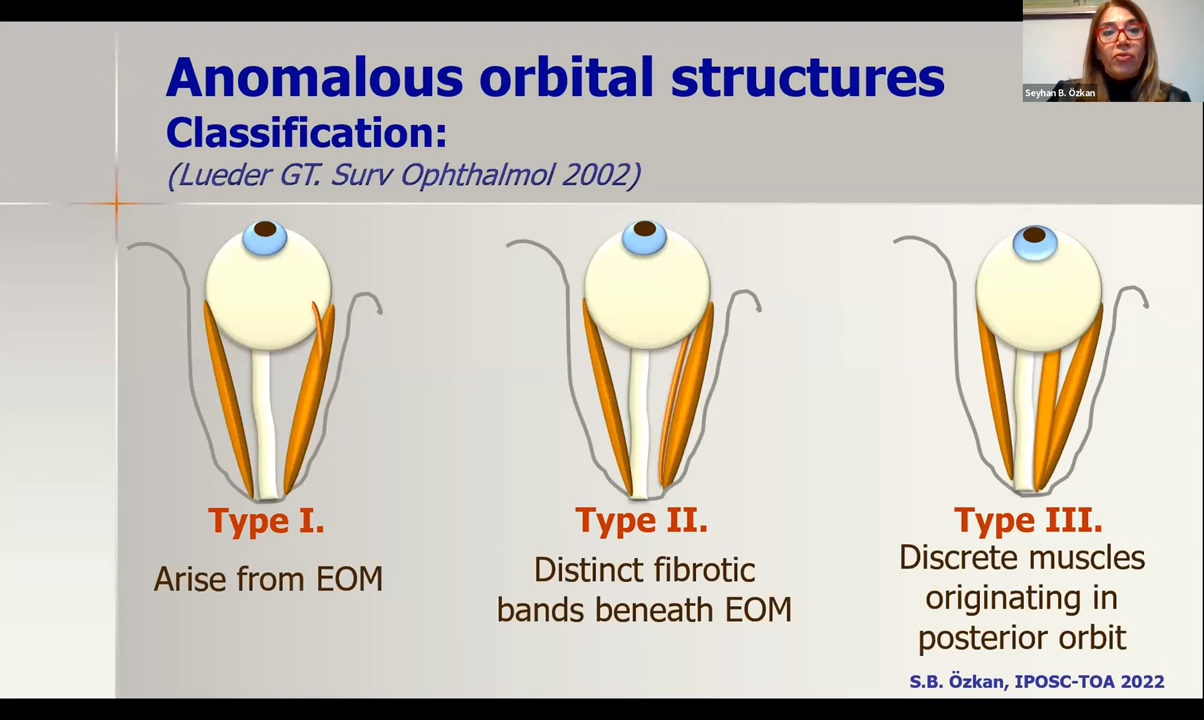 Anomalous orbital structures
Classification:
(Lueder GT. Surv Ophthalmol 2002)
Seyhan B. Özkan
Type I.
Arise from EOM
Type II.
Distinct fibrotic
bands beneath EOM
Type III.
Discrete muscles
originating in
posterior orbit
S.B. Özkan, IPOSC-TOA 2022